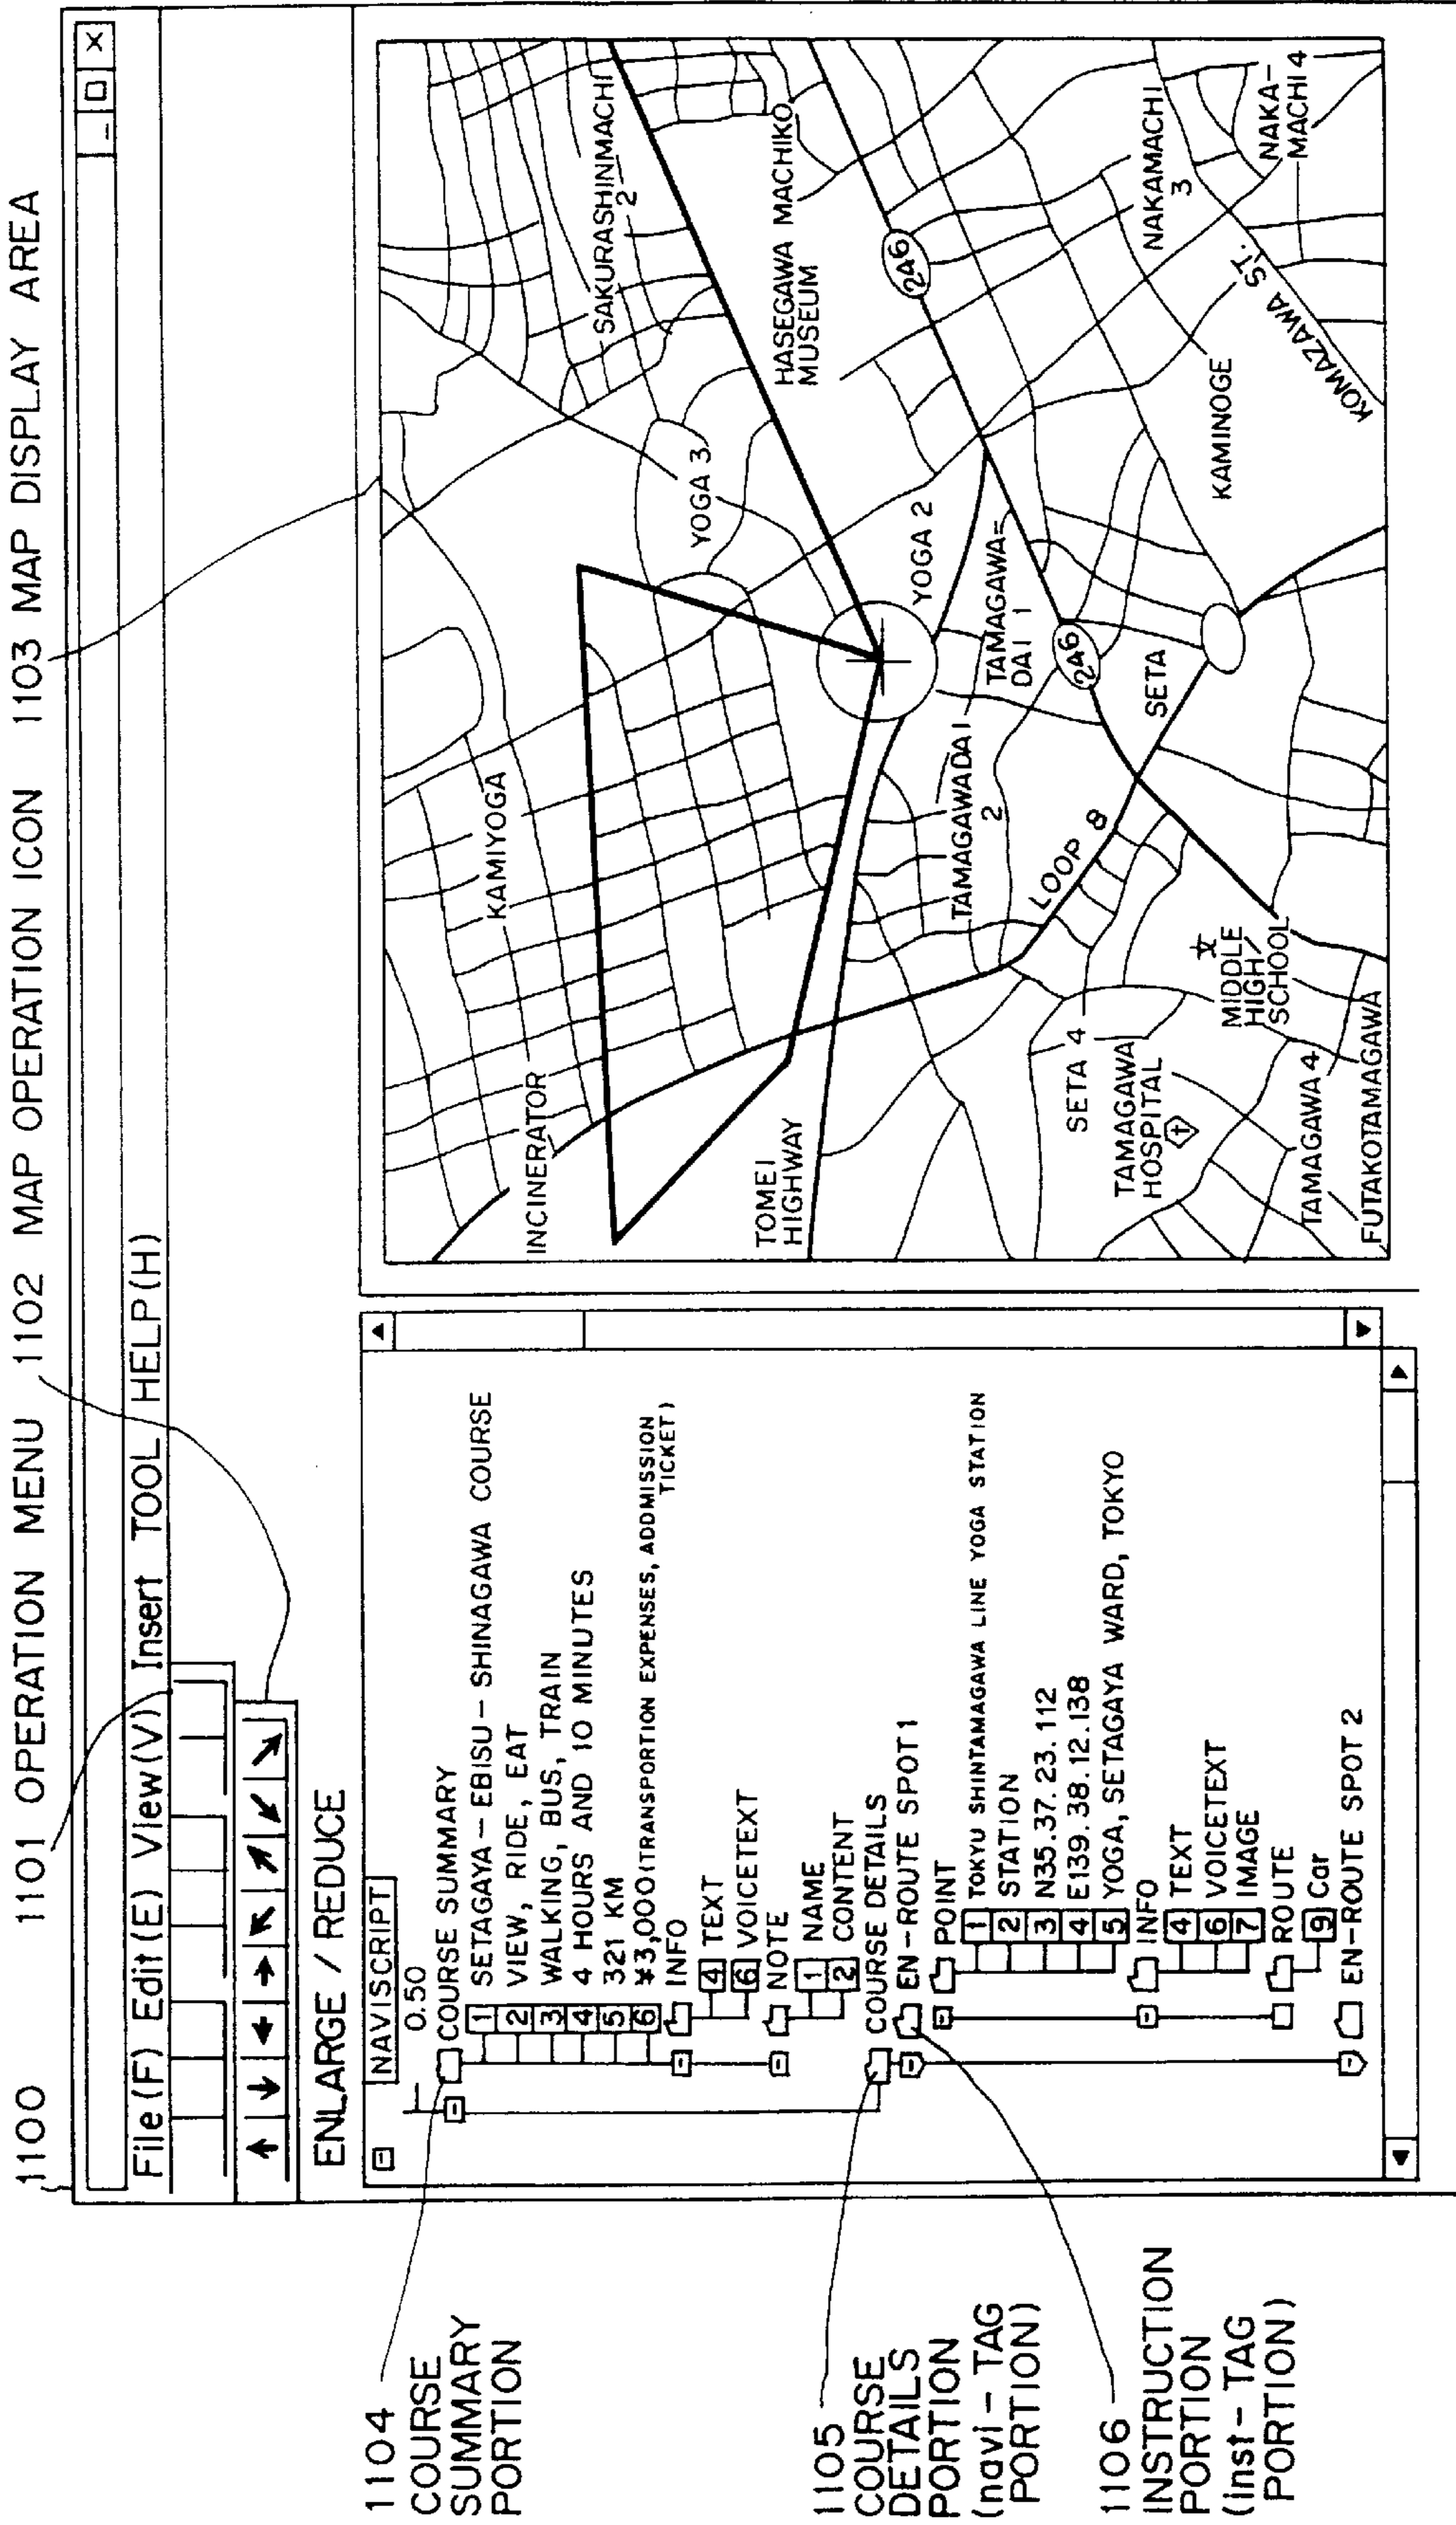 1100
1101 OPERATION MENU
1102 MAP OPERATION ICON
1103 MAP DISPLAY AREA
File (F) Edit (E) View (V) Insert TOOL HELP (H)
ENLARGE / REDUCE
NAVISCRIPT
0.50
COURSE SUMMARY
1 SETAGAYA – EBISU – SHINAGAWA COURSE
2 VIEW, RIDE, EAT
3 WALKING, BUS, TRAIN
4 4 HOURS AND 10 MINUTES
5 321 KM
6 ¥3,000 (TRANSPORTION EXPENSES, ADDMISSION
TICKET)
INFO
4 TEXT
6 VOICETEXT
NOTE
1 NAME
2 CONTENT
COURSE DETAILS
EN – ROUTE SPOT 1
POINT
1 TOKYU SHINTAMAGAWA LINE YOGA STATION
2 STATION
3 N35.37.23.112
4 E139.38.12.138
5 YOGA, SETAGAYA WARD, TOKYO
INFO
4 TEXT
6 VOICETEXT
7 IMAGE
ROUTE
9 Car
EN-ROUTE SPOT 2
1104
COURSE
SUMMARY
PORTION
1105
COURSE
DETAILS
PORTION
(navi – TAG
PORTION)
1106
INSTRUCTION
PORTION
(inst – TAG
PORTION)
KAMIYOGA
SAKURASHINMACHI
2
INCINERATOR
YOGA 3
TOMEI
HIGHWAY
HASEGAWA MACHIKO
MUSEUM
246
YOGA 2
TAMAGAWADAI
2
TAMAGAWA=
DAI 1
LOOP 8
246
SETA
SETA 4
TAMAGAWA
HOSPITAL
文
MIDDLE
HIGH
SCHOOL
NAKAMACHI
3
KAMINOGE
NAKA–
MACHI 4
KOMAZAWA ST.
TAMAGAWA 4
FUTAKOTAMAGAWA